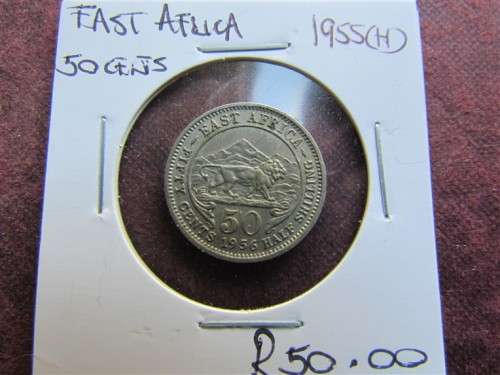 EAST AFRICA 1955(H)
50 CENTS
- EAST AFRICA -
FIFTY CENTS
HALF SHILLING
50
1956
R50.00